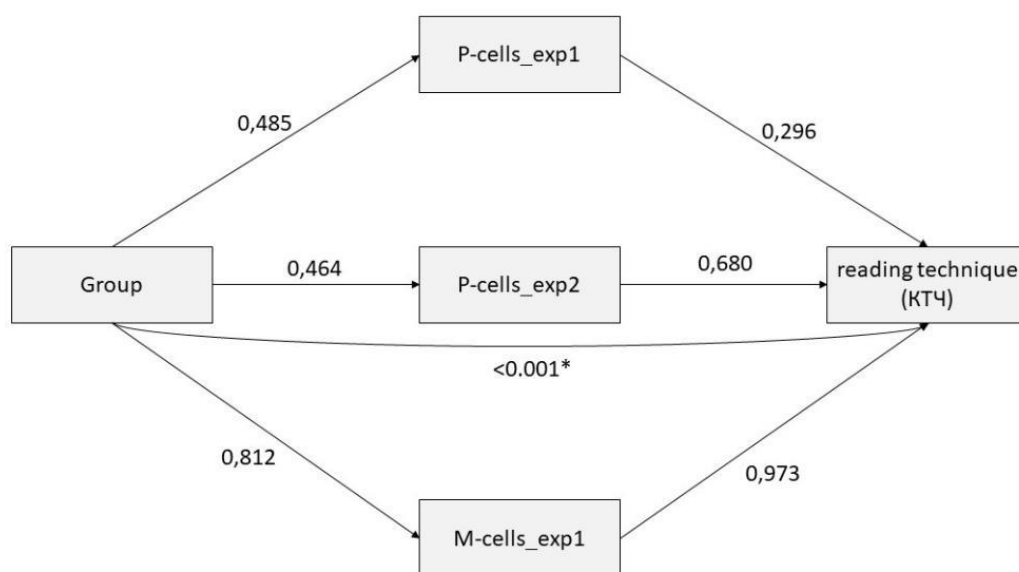 P-cells_exp1
0,485
0,296
Group
0,464
P-cells_exp2
0,680
reading technique
(КТЧ)
<0.001*
0,812
0,973
M-cells_exp1